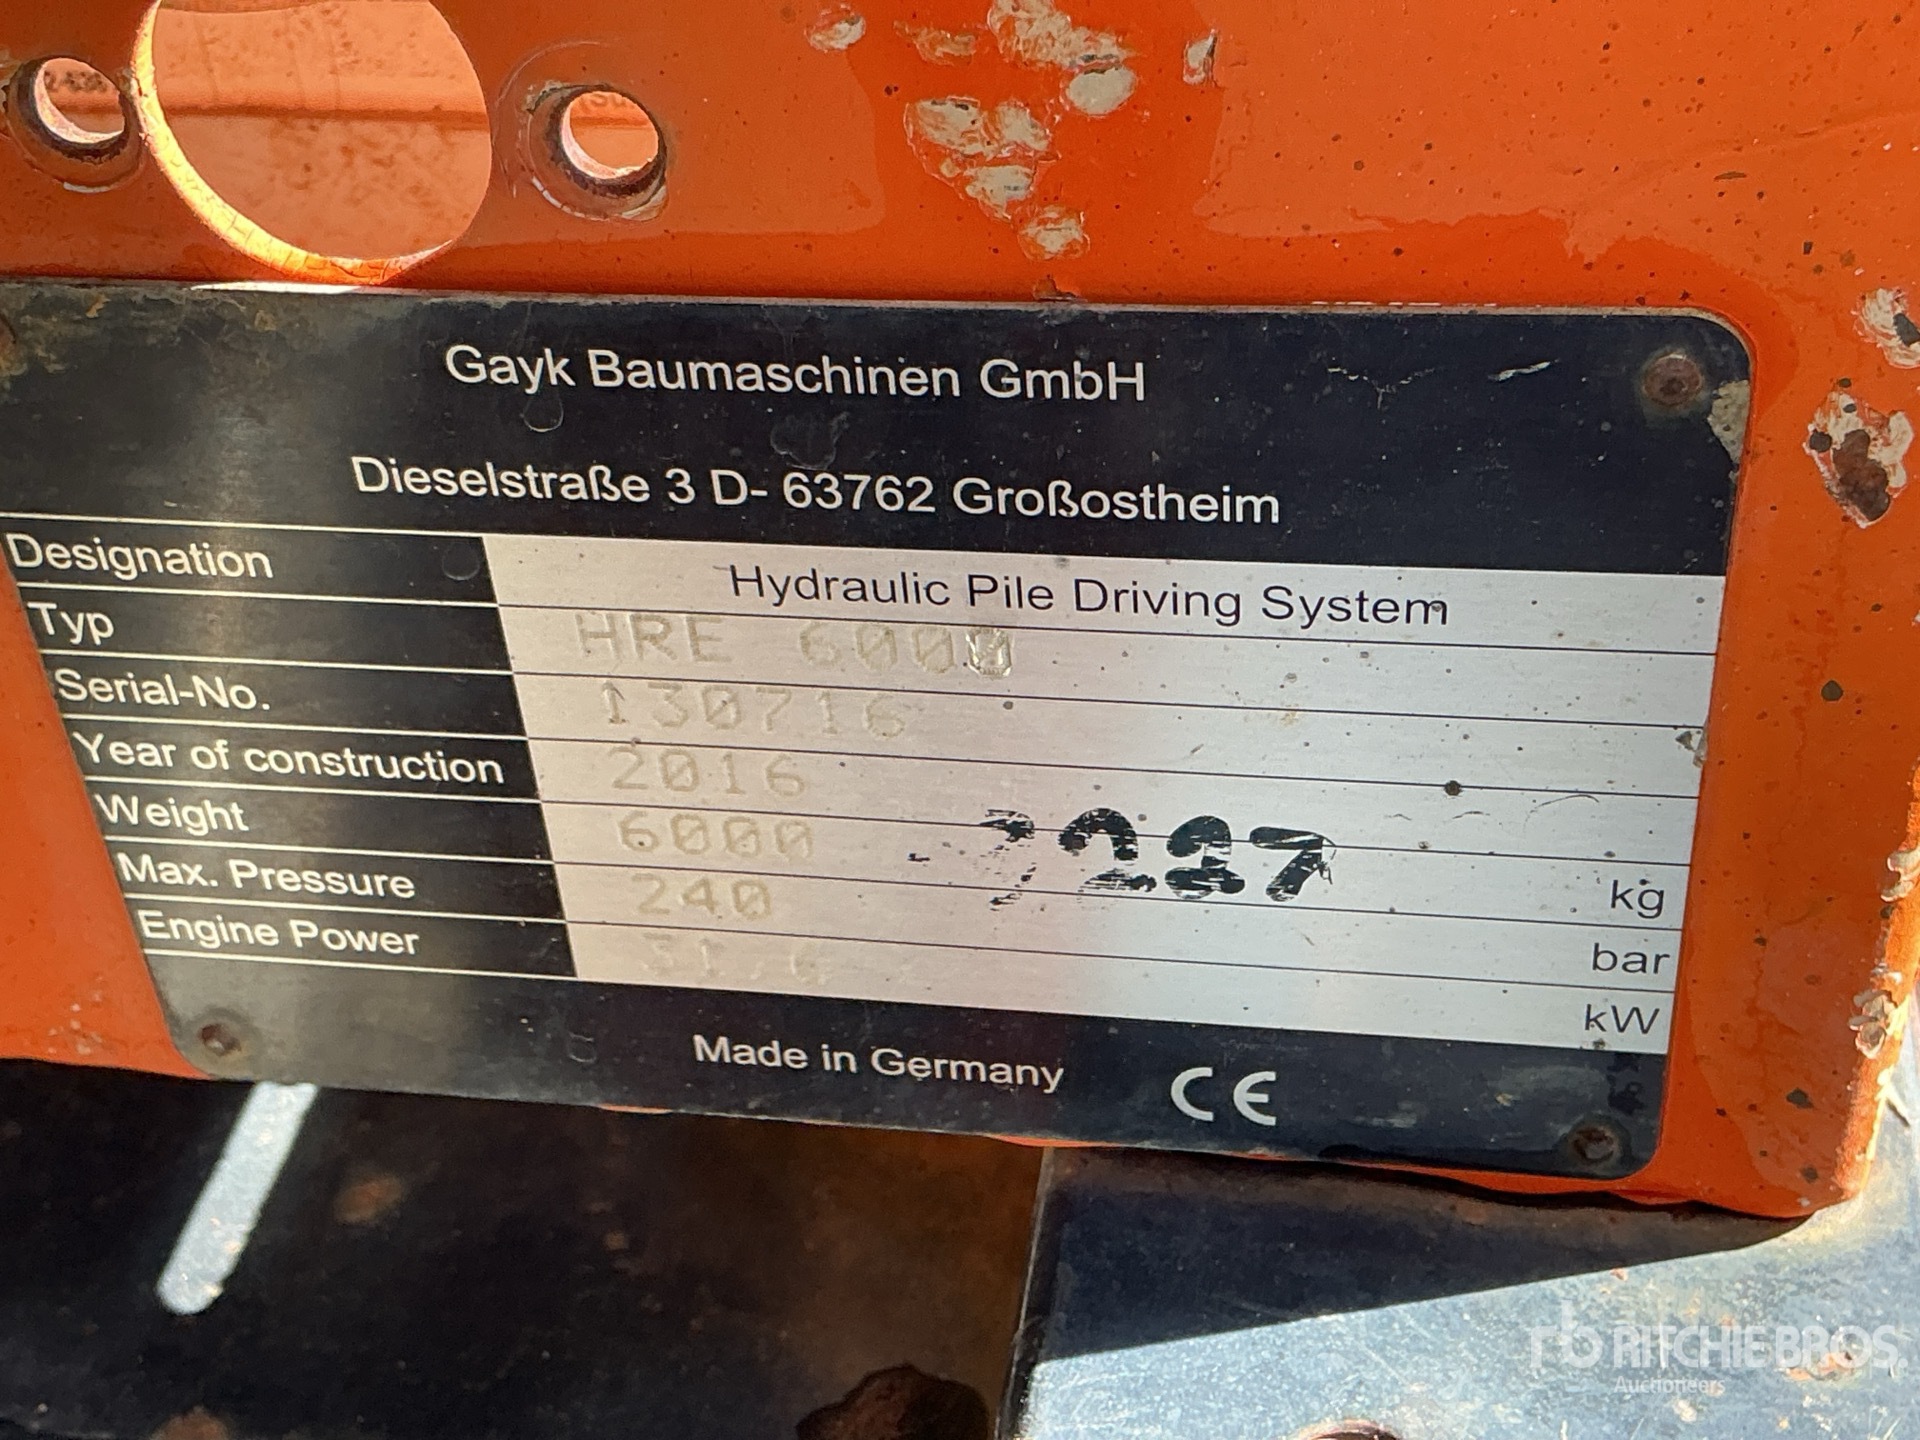 Gayk Baumaschinen GmbH
Dieselstraße 3 D- 63762 Großostheim
Designation Hydraulic Pile Driving System
Typ HRE 6000
Serial-No. 130716
Year of construction 2016
Weight 6000 kg
Max. Pressure 240 bar
Engine Power kW
Made in Germany CE
rb RITCHIE BROS
Auctioneers